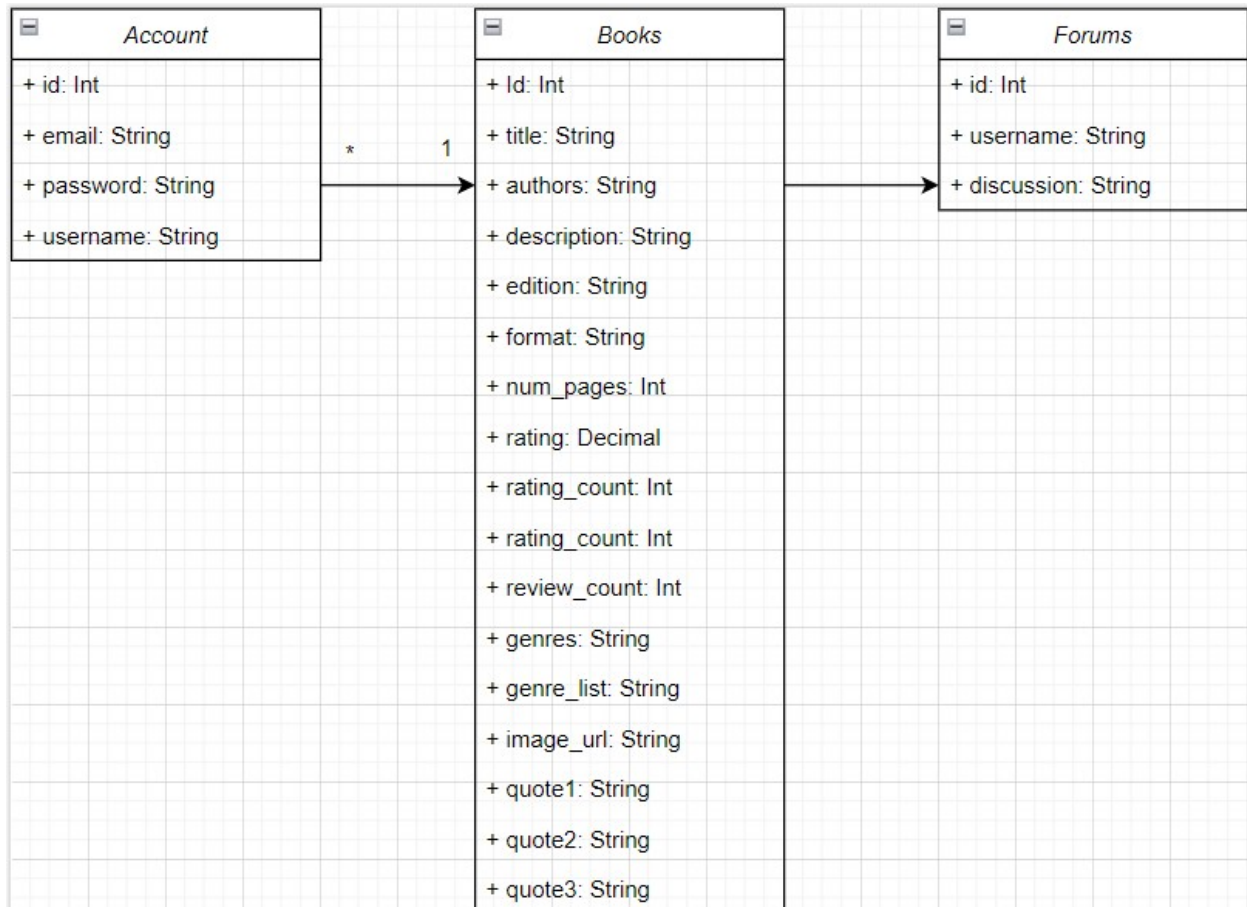 Account
+ id: Int
+ email: String
+ password: String
+ username: String
* 1
Books
+ Id: Int
+ title: String
+ authors: String
+ description: String
+ edition: String
+ format: String
+ num_pages: Int
+ rating: Decimal
+ rating_count: Int
+ rating_count: Int
+ review_count: Int
+ genres: String
+ genre_list: String
+ image_url: String
+ quote1: String
+ quote2: String
+ quote3: String
Forums
+ id: Int
+ username: String
+ discussion: String